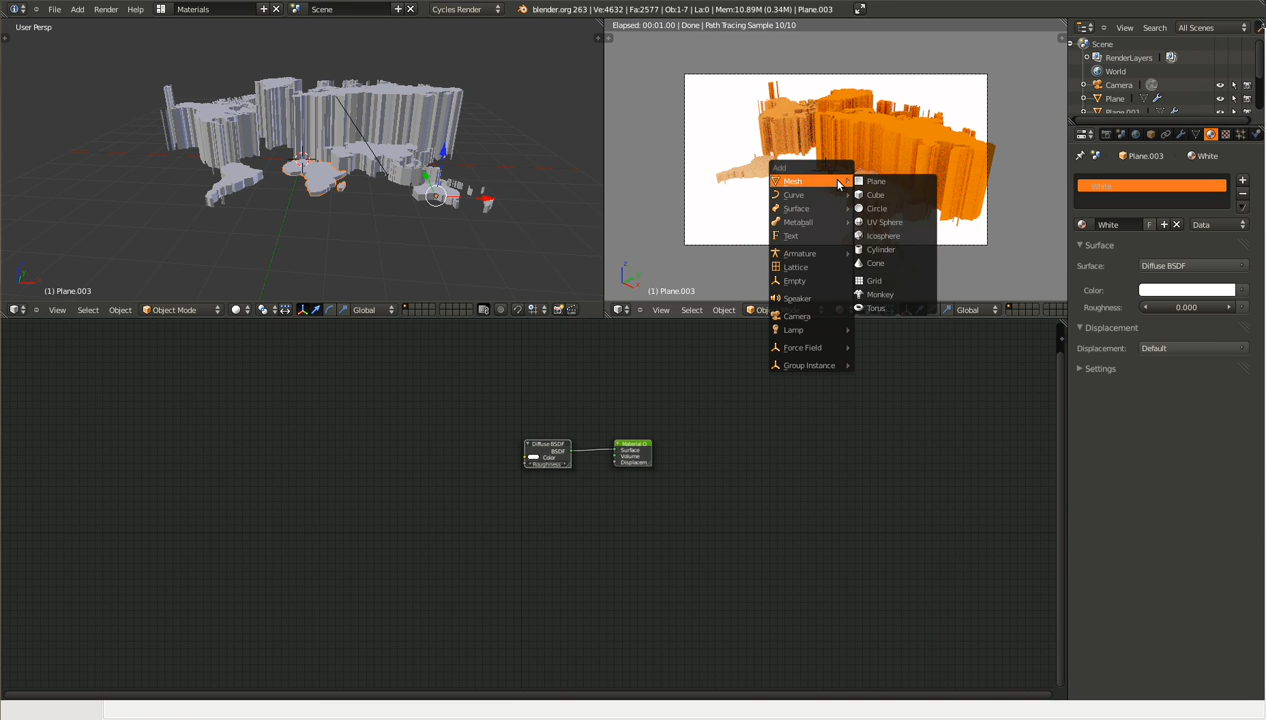 File Add Render Help Materials Scene Cycles Render blender.org 263 | Ve:4632 | Fa:2577 | Ob:1-7 | La:0 | Mem:10.89M (0.34M) | Plane.003
User Persp
Elapsed: 00:01.00 | Done | Path Tracing Sample 10/10
View Search All Scenes
Scene
RenderLayers
World
Camera
Plane
Plane.001
Plane.003 White
White
White F Data
Surface
Surface: Diffuse BSDF
Color:
Roughness: 0.000
Displacement
Displacement: Default
Settings
Add
Mesh
Curve
Surface
Metaball
Text
Armature
Lattice
Empty
Speaker
Camera
Lamp
Force Field
Group Instance
Plane
Cube
Circle
UV Sphere
Icosphere
Cylinder
Cone
Grid
Monkey
Torus
(1) Plane.003
(1) Plane.003
View Select Object Object Mode Global
View Select Object Global
Diffuse BSDF
BSDF
Color
Roughness
Material O
Surface
Volume
Displacem